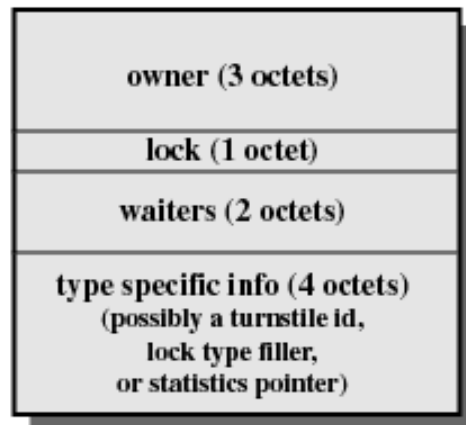 owner (3 octets)
lock (1 octet)
waiters (2 octets)
type specific info (4 octets)
(possibly a turnstile id,
lock type filler,
or statistics pointer)